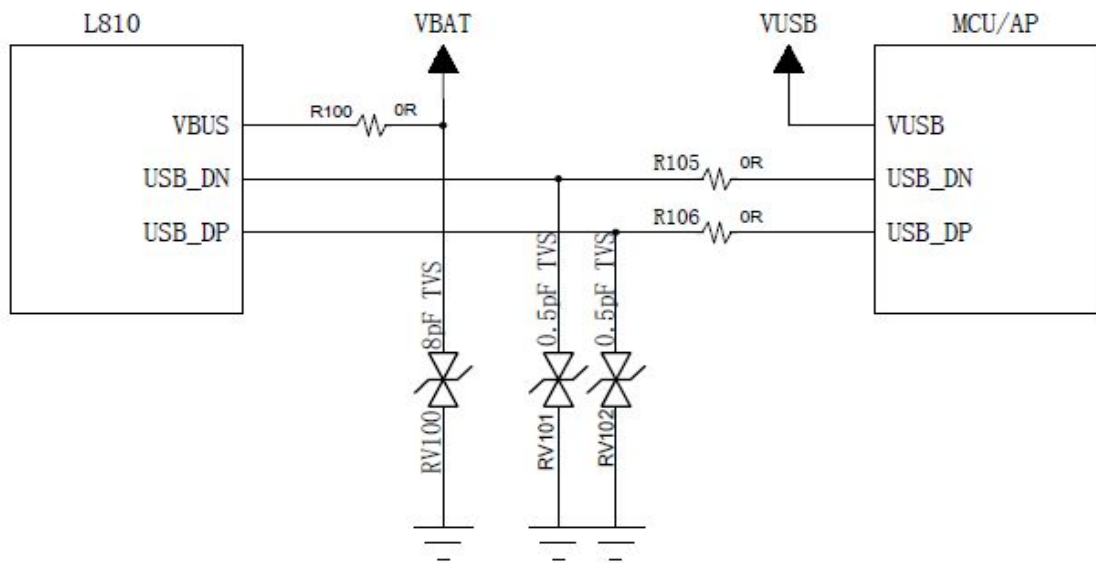 L810
VBAT
VUSB
MCU/AP
VBUS
R100
0R
VUSB
USB_DN
R105
0R
USB_DN
USB_DP
R106
0R
USB_DP
8pF TVS
0.5pF TVS
0.5pF TVS
RV100
RV101
RV102